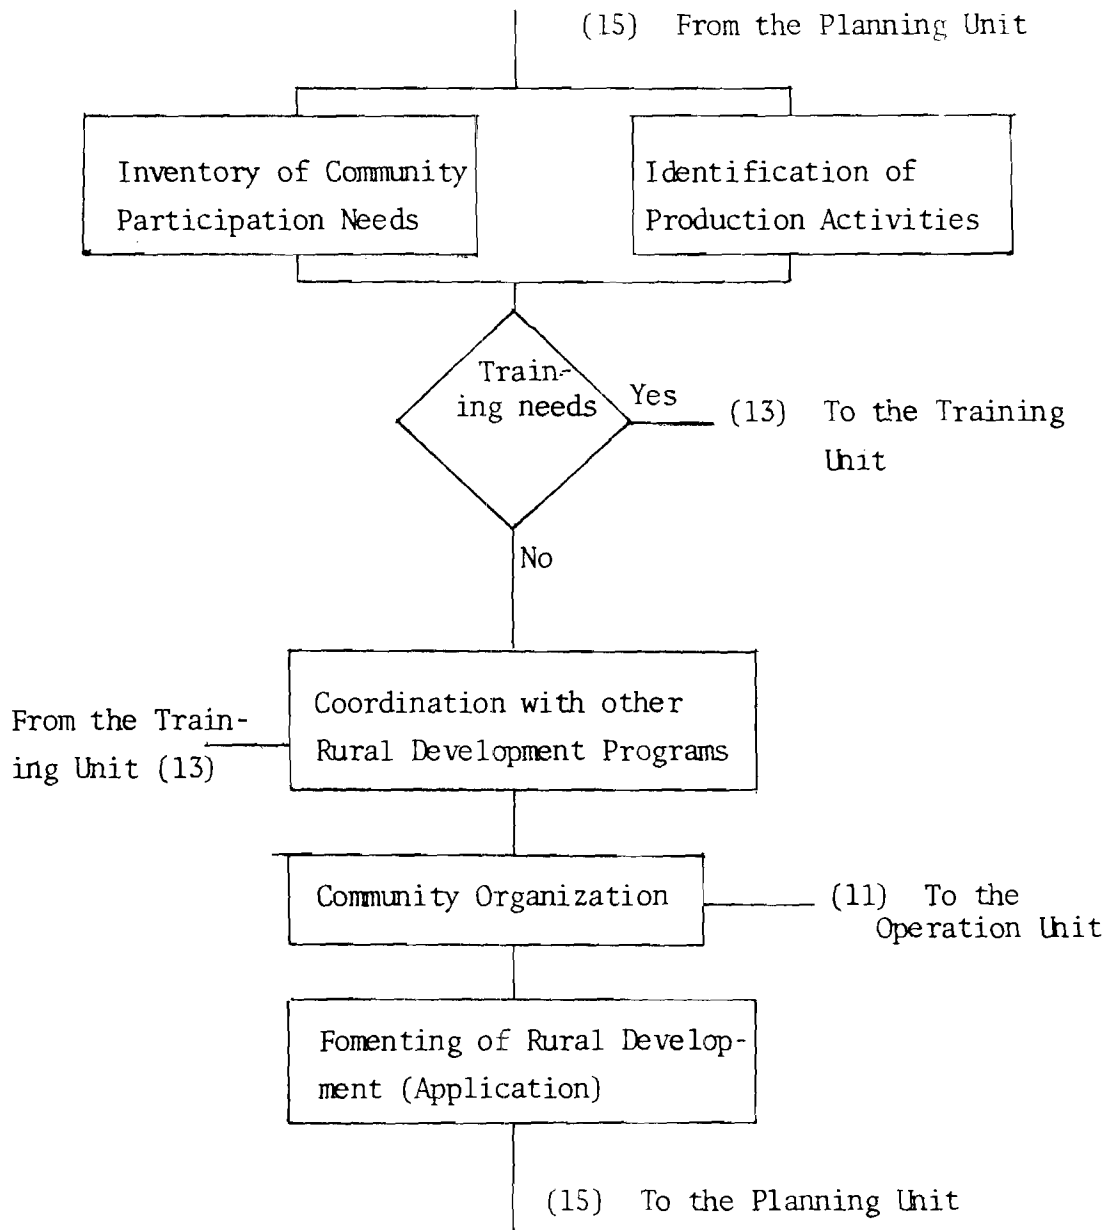 (15) From the Planning Unit
Inventory of Community
Participation Needs
Identification of
Production Activities
Train-
ing needs
Yes
(13) To the Training
Unit
No
Coordination with other
Rural Development Programs
From the Train-
ing Unit (13)
Community Organization
(11) To the
Operation Unit
Fomenting of Rural Develop-
ment (Application)
(15) To the Planning Unit